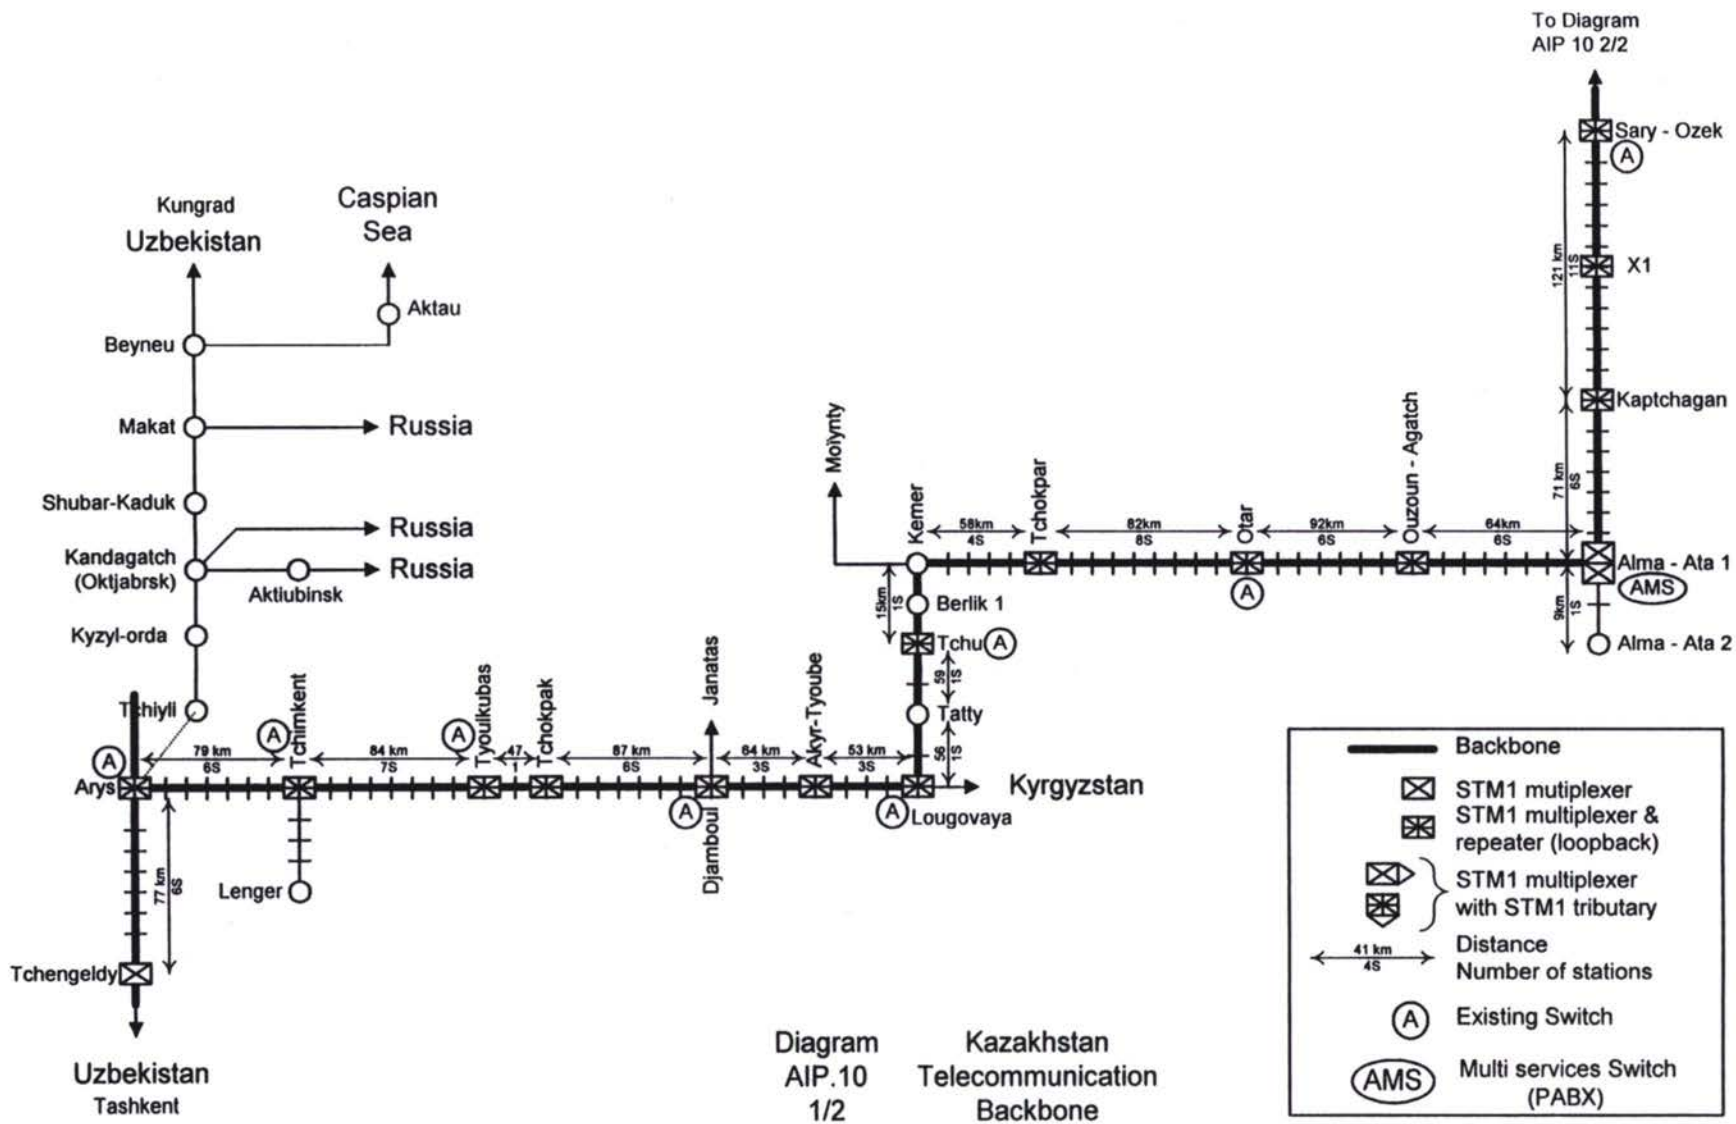 To Diagram
AIP 10 2/2
Sary - Ozek
A
121 km
11S
X1
Kaptchagan
71 km
6S
Kungrad
Uzbekistan
Caspian
Sea
Aktau
Beyneu
Makat
Russia
Shubar-Kaduk
Russia
Kandagatch
(Oktjabrsk)
Russia
Aktiubinsk
Kyzyl-orda
Tchiyli
Moïynty
Kemer
58km
4S
Tchokpar
82km
8S
Otar
A
92km
6S
Ouzoun - Agatch
64km
6S
Alma - Ata 1
AMS
9km
1S
Alma - Ata 2
15km
1S
Berlik 1
Tchu
A
59
1S
Tatty
56
1S
A
Arys
79 km
6S
A
Tchimkent
84 km
7S
A
Tyoulkubas
47
1
Tchokpak
87 km
6S
Janatas
A
Djamboul
64 km
3S
Akyr-Tyoube
53 km
3S
A
Lougovaya
Kyrgyzstan
Lenger
77 km
6S
Tchengeldy
Uzbekistan
Tashkent
Diagram
AIP.10
1/2
Kazakhstan
Telecommunication
Backbone
Backbone
STM1 mutiplexer
STM1 multiplexer &
repeater (loopback)
STM1 multiplexer
with STM1 tributary
41 km
4S
Distance
Number of stations
A
Existing Switch
AMS
Multi services Switch
(PABX)